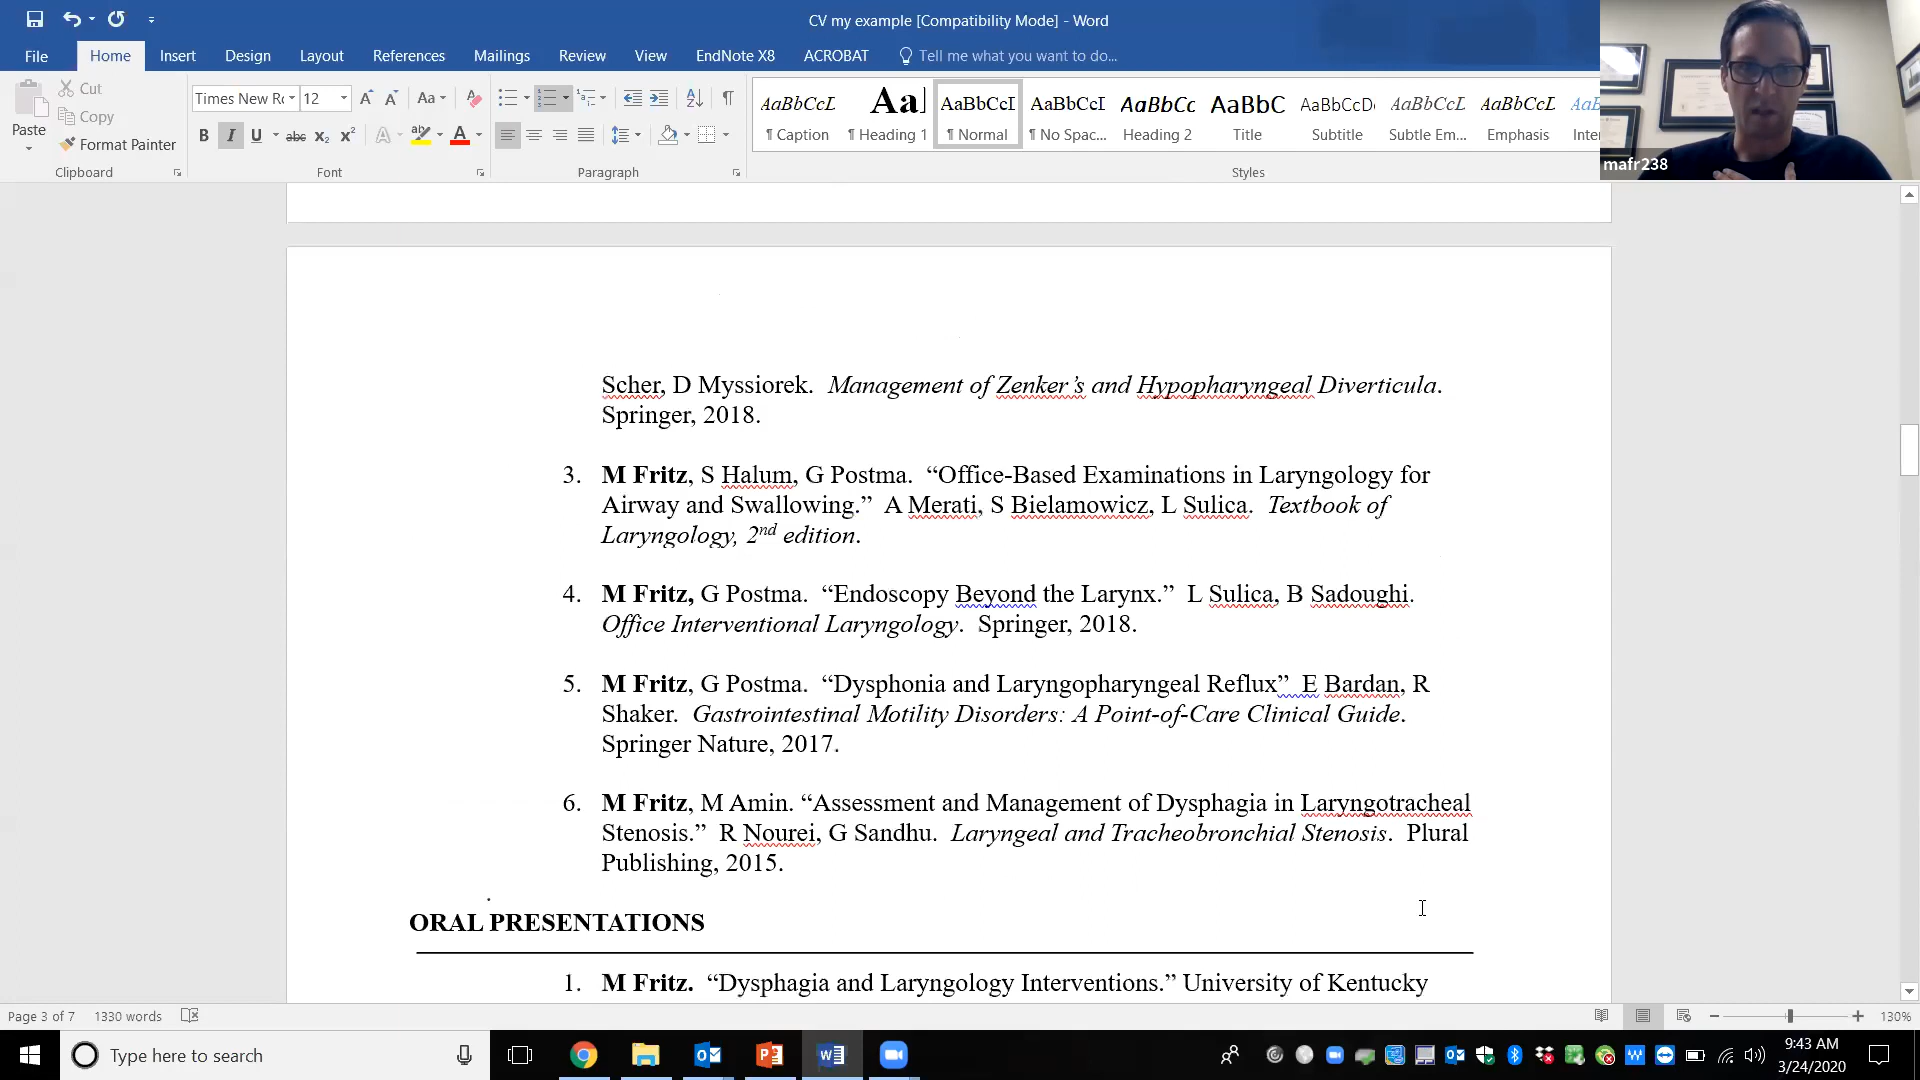 CV my example [Compatibility Mode] - Word
File Home Insert Design Layout References Mailings Review View EndNote X8 ACROBAT Tell me what you want to do...
Paste
Cut
Copy
Format Painter
Clipboard
Times New Rc 12
Font
Paragraph
AaBbCcL AaI AaBbCcI AaBbCcI AaBbCc AaBbC AaBbCcDc AaBbCcL AaBbCcL
¶ Caption ¶ Heading 1 ¶ Normal ¶ No Spac... Heading 2 Title Subtitle Subtle Em... Emphasis Inter
Styles
mafr238
Scher, D Myssiorek. Management of Zenker’s and Hypopharyngeal Diverticula.
Springer, 2018.
3. M Fritz, S Halum, G Postma. “Office-Based Examinations in Laryngology for
Airway and Swallowing.” A Merati, S Bielamowicz, L Sulica. Textbook of
Laryngology, 2nd edition.
4. M Fritz, G Postma. “Endoscopy Beyond the Larynx.” L Sulica, B Sadoughi.
Office Interventional Laryngology. Springer, 2018.
5. M Fritz, G Postma. “Dysphonia and Laryngopharyngeal Reflux” E Bardan, R
Shaker. Gastrointestinal Motility Disorders: A Point-of-Care Clinical Guide.
Springer Nature, 2017.
6. M Fritz, M Amin. “Assessment and Management of Dysphagia in Laryngotracheal
Stenosis.” R Nourei, G Sandhu. Laryngeal and Tracheobronchial Stenosis. Plural
Publishing, 2015.
ORAL PRESENTATIONS
1. M Fritz. “Dysphagia and Laryngology Interventions.” University of Kentucky
Page 3 of 7 1330 words 130%
Type here to search
9:43 AM
3/24/2020